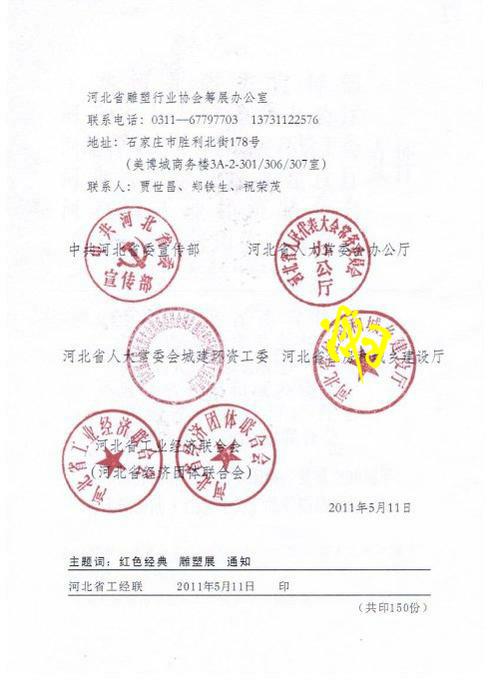 河北省雕塑行业协会筹展办公室
联系电话：0311—67797703 13731122576
地址：石家庄市胜利北街178号
（美博城商务楼3A-2-301/306/307室）
联系人：贾世昌、郑铁生、祝荣茂
中共河北省委宣传部 河北省人大常委会办公厅
中共河北省委
宣传部
河北省人民代表大会常务委员会
办公厅
河北省人大常委会城建环资工委 河北省住房和城乡建设厅
河北省工业经济联合会
（河北省经济团体联合会）
河北省工业经济联合会
河北省经济团体联合会
2011年5月11日
主题词：红色经典 雕塑展 通知
河北省工经联 2011年5月11日 印
（共印150份）